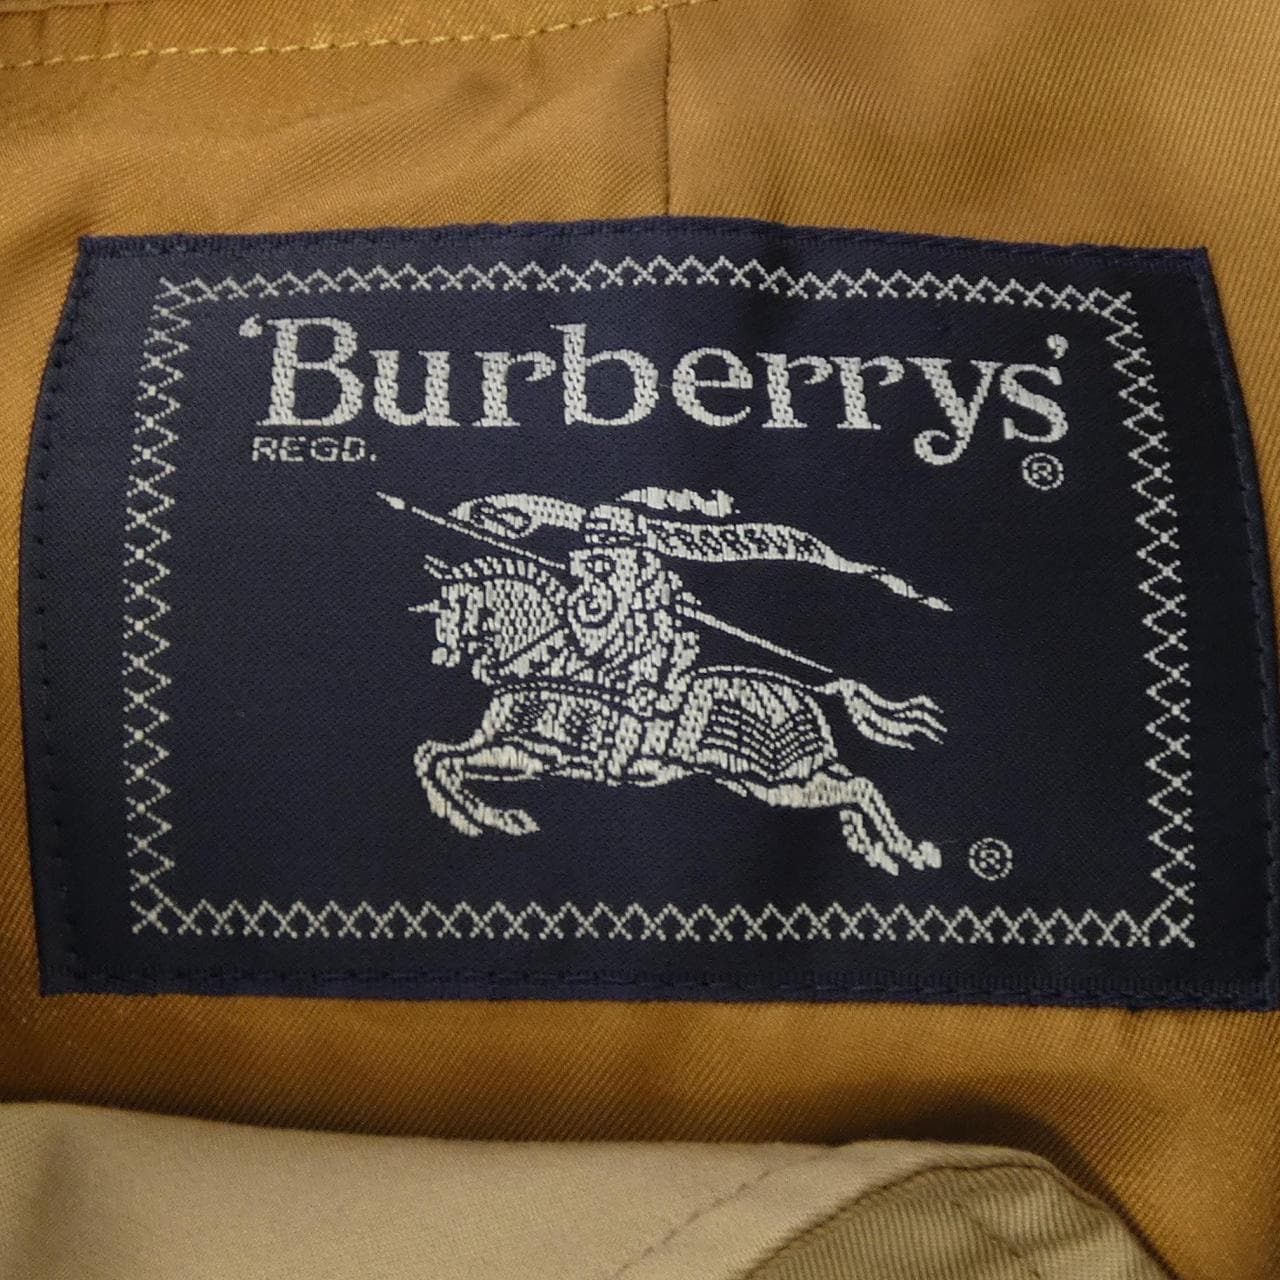 ‘Burberrys’
REGD. ®
®